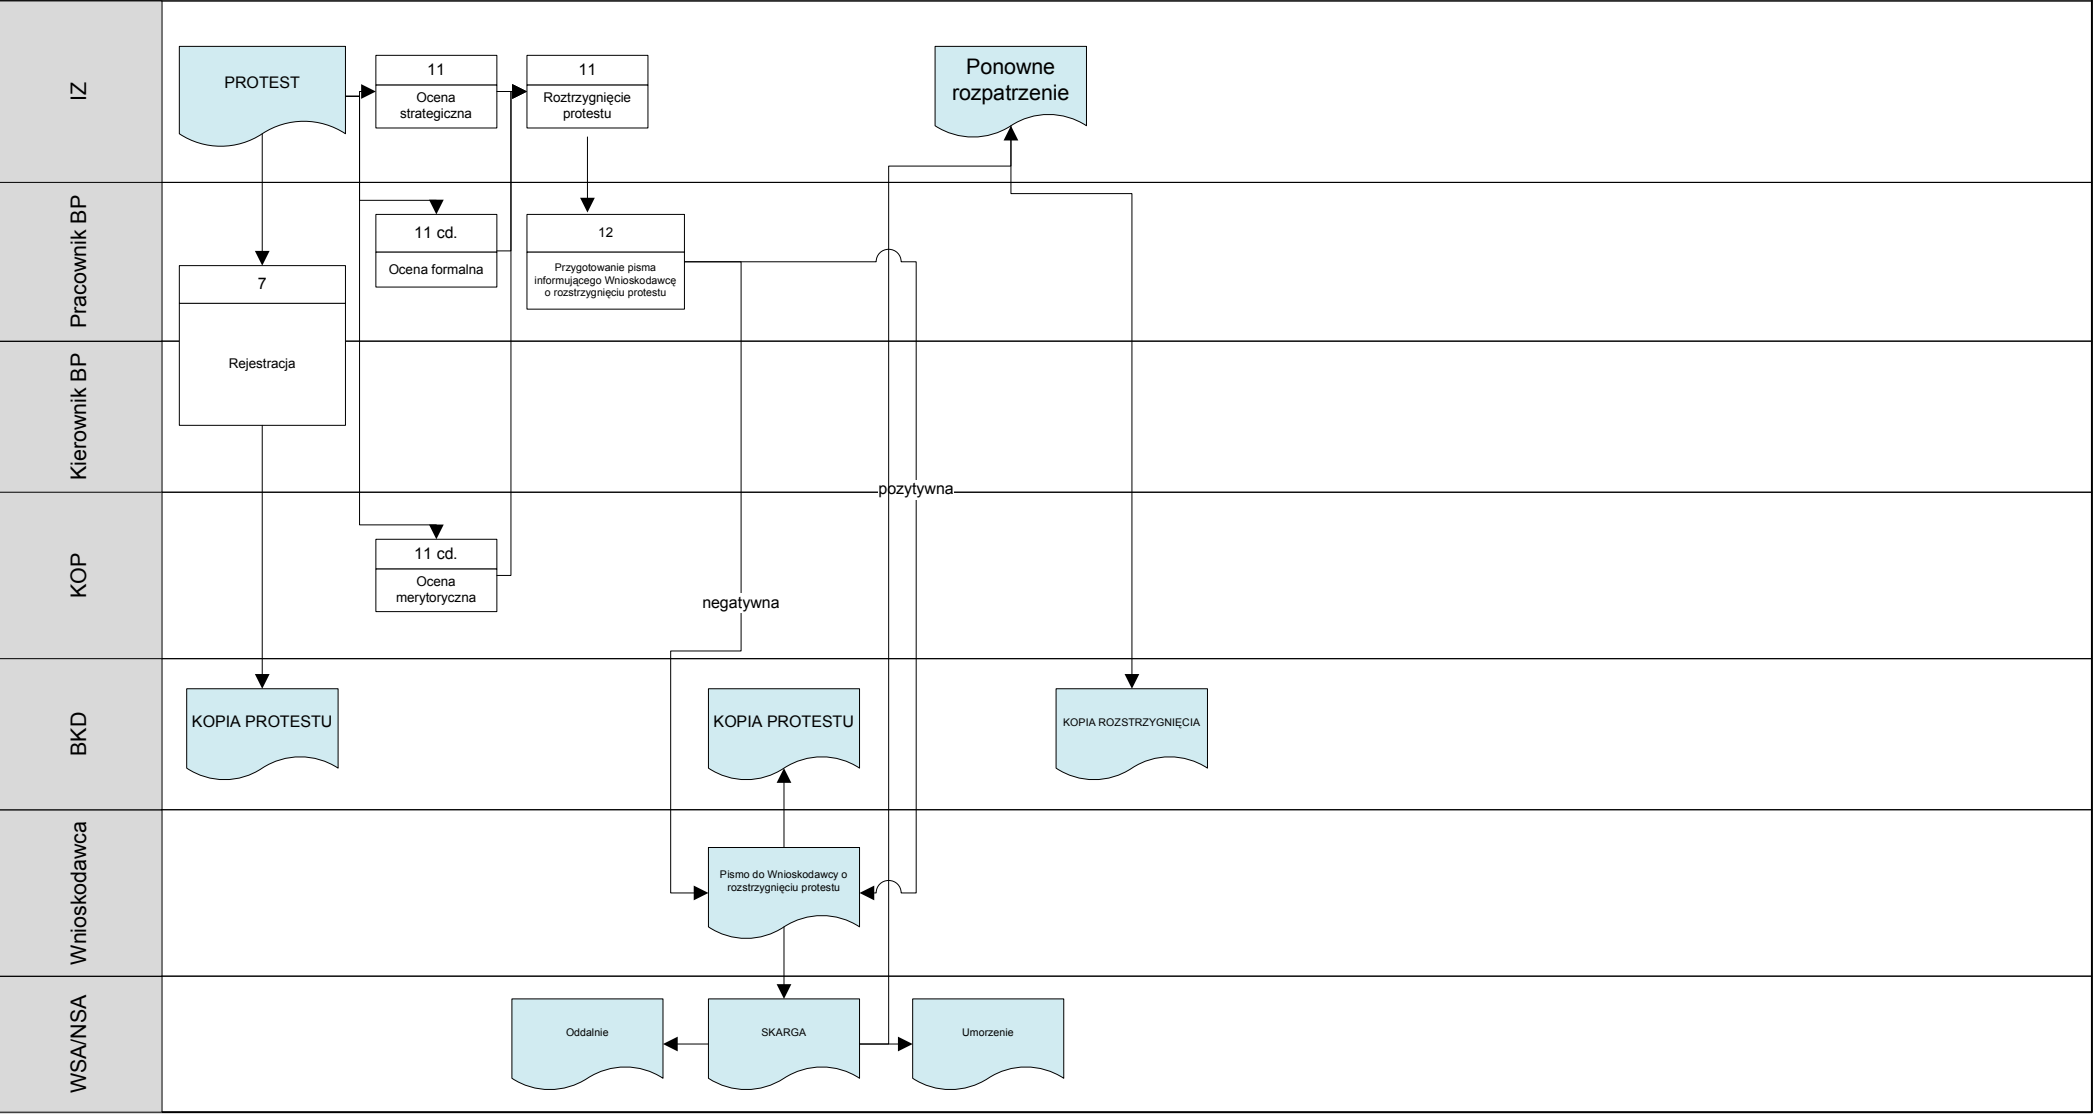 IZ
PROTEST
11
Ocena
strategiczna
11
Roztrzygnięcie
protestu
Ponowne
rozpatrzenie
Pracownik BP
11 cd.
Ocena formalna
12
Przygotowanie pisma
informującego Wnioskodawcę
o rozstrzygnięciu protestu
7
Rejestracja
Kierownik BP
pozytywna
KOP
11 cd.
Ocena
merytoryczna
negatywna
BKD
KOPIA PROTESTU
KOPIA PROTESTU
KOPIA ROZSTRZYGNIĘCIA
Wnioskodawca
Pismo do Wnioskodawcy o
rozstrzygnięciu protestu
WSA/NSA
Oddalnie
SKARGA
Umorzenie